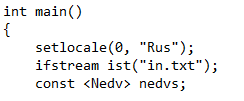 int main()
{
setlocale(0, "Rus");
ifstream ist("in.txt");
const <Nedv> nedvs;